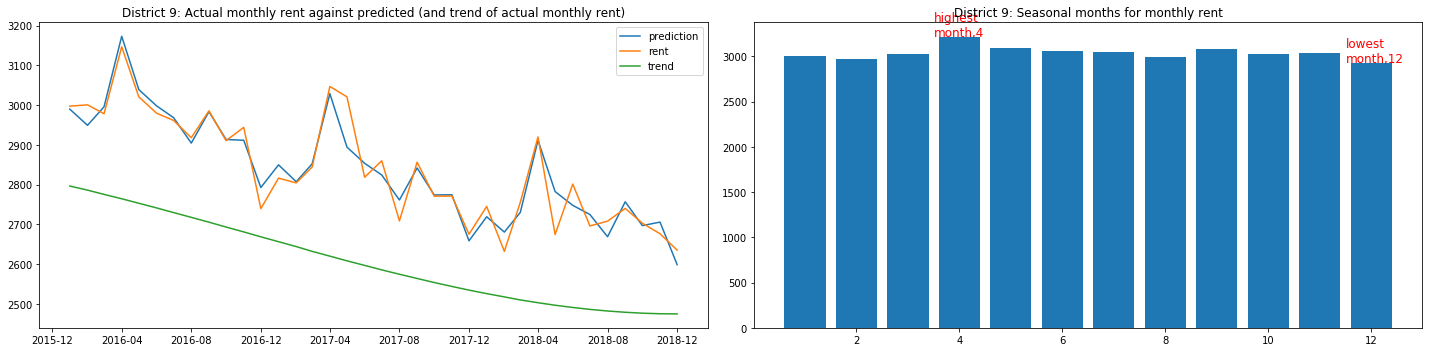 District 9: Actual monthly rent against predicted (and trend of actual monthly rent)
prediction
rent
trend
3200
3100
3000
2900
2800
2700
2600
2500
2015-12 2016-04 2016-08 2016-12 2017-04 2017-08 2017-12 2018-04 2018-08 2018-12
District 9: Seasonal months for monthly rent
highest
month,4
lowest
month,12
3000
2500
2000
1500
1000
500
0
2 4 6 8 10 12